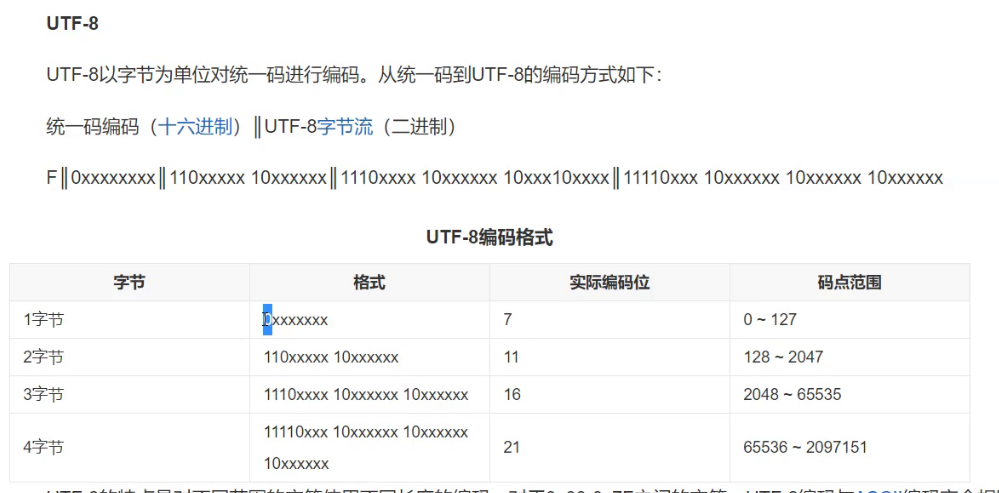 UTF-8
UTF-8以字节为单位对统一码进行编码。从统一码到UTF-8的编码方式如下：
统一码编码（十六进制）║UTF-8字节流（二进制）
F║0xxxxxxxx║110xxxxx 10xxxxxx║1110xxxx 10xxxxxx 10xxx10xxxx║11110xxx 10xxxxxx 10xxxxxx 10xxxxxx
UTF-8编码格式
字节 格式 实际编码位 码点范围
1字节 0xxxxxxx 7 0 ~ 127
2字节 110xxxxx 10xxxxxx 11 128 ~ 2047
3字节 1110xxxx 10xxxxxx 10xxxxxx 16 2048 ~ 65535
4字节 11110xxx 10xxxxxx 10xxxxxx 10xxxxxx 21 65536 ~ 2097151